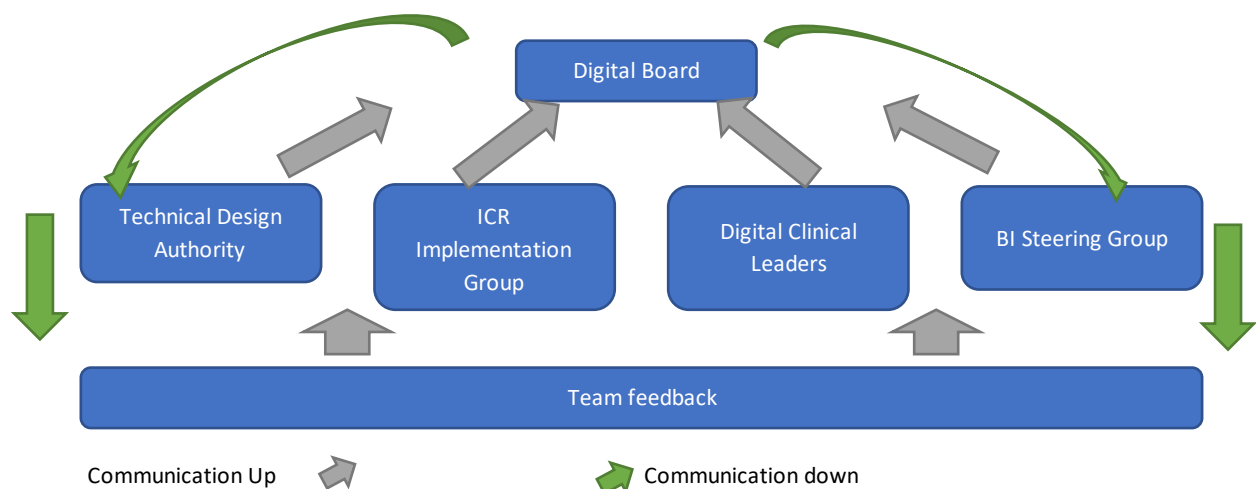 Digital Board
Technical Design
Authority
ICR
Implementation
Group
Digital Clinical
Leaders
BI Steering Group
Team feedback
Communication Up
Communication down